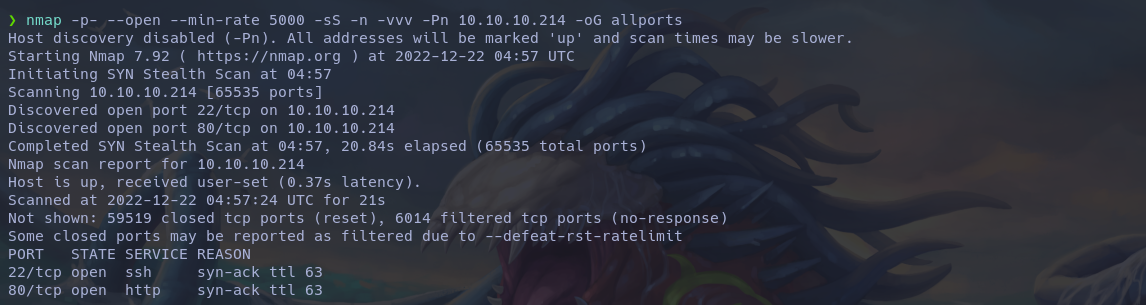 ❯ nmap -p- --open --min-rate 5000 -sS -n -vvv -Pn 10.10.10.214 -oG allports
Host discovery disabled (-Pn). All addresses will be marked 'up' and scan times may be slower.
Starting Nmap 7.92 ( https://nmap.org ) at 2022-12-22 04:57 UTC
Initiating SYN Stealth Scan at 04:57
Scanning 10.10.10.214 [65535 ports]
Discovered open port 22/tcp on 10.10.10.214
Discovered open port 80/tcp on 10.10.10.214
Completed SYN Stealth Scan at 04:57, 20.84s elapsed (65535 total ports)
Nmap scan report for 10.10.10.214
Host is up, received user-set (0.37s latency).
Scanned at 2022-12-22 04:57:24 UTC for 21s
Not shown: 59519 closed tcp ports (reset), 6014 filtered tcp ports (no-response)
Some closed ports may be reported as filtered due to --defeat-rst-ratelimit
PORT   STATE SERVICE REASON
22/tcp open  ssh     syn-ack ttl 63
80/tcp open  http    syn-ack ttl 63